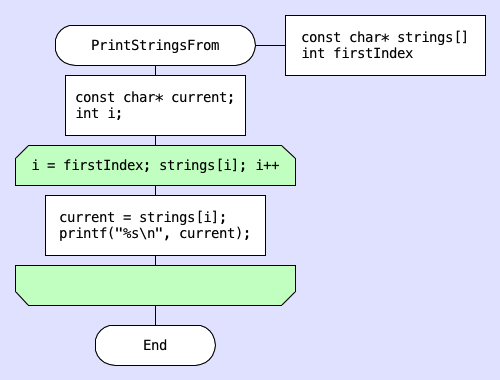 PrintStringsFrom
const char* strings[]
int firstIndex
const char* current;
int i;
i = firstIndex; strings[i]; i++
current = strings[i];
printf("%s\n", current);
End